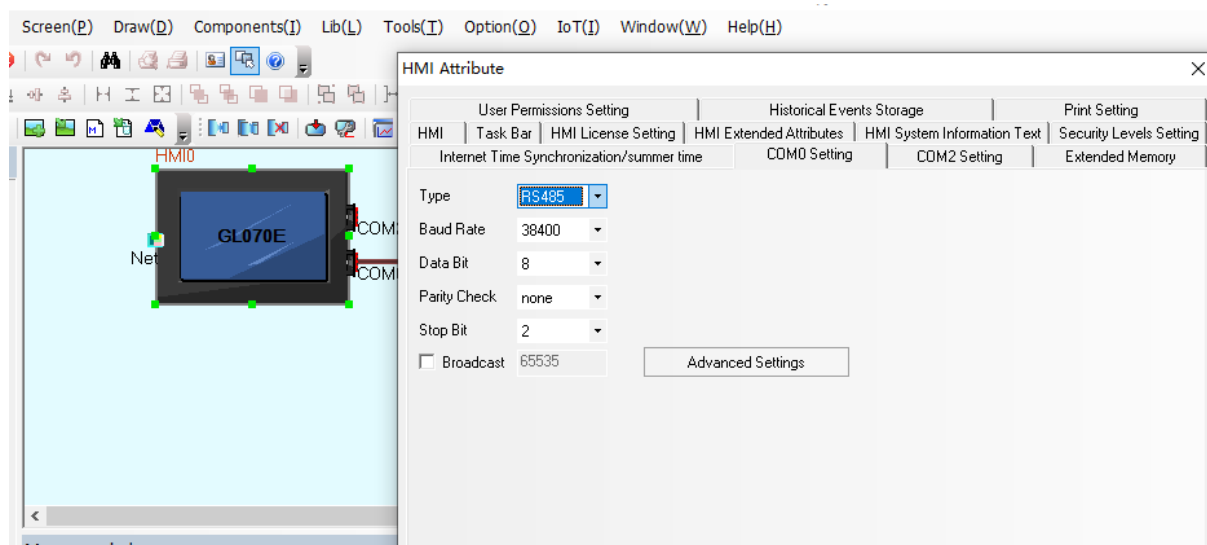 Screen(P) Draw(D) Components(I) Lib(L) Tools(T) Option(O) IoT(I) Window(W) Help(H)
HMI Attribute
User Permissions Setting Historical Events Storage Print Setting
HMI Task Bar HMI License Setting HMI Extended Attributes HMI System Information Text Security Levels Setting
Internet Time Synchronization/summer time COM0 Setting COM2 Setting Extended Memory
HMI0
GL070E
COM
Net
COM
Type RS485
Baud Rate 38400
Data Bit 8
Parity Check none
Stop Bit 2
Broadcast 65535 Advanced Settings